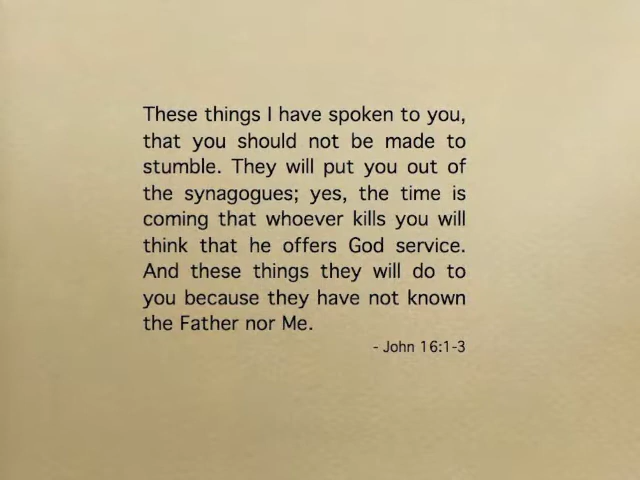 These things I have spoken to you,
that you should not be made to
stumble. They will put you out of
the synagogues; yes, the time is
coming that whoever kills you will
think that he offers God service.
And these things they will do to
you because they have not known
the Father nor Me.
- John 16:1-3